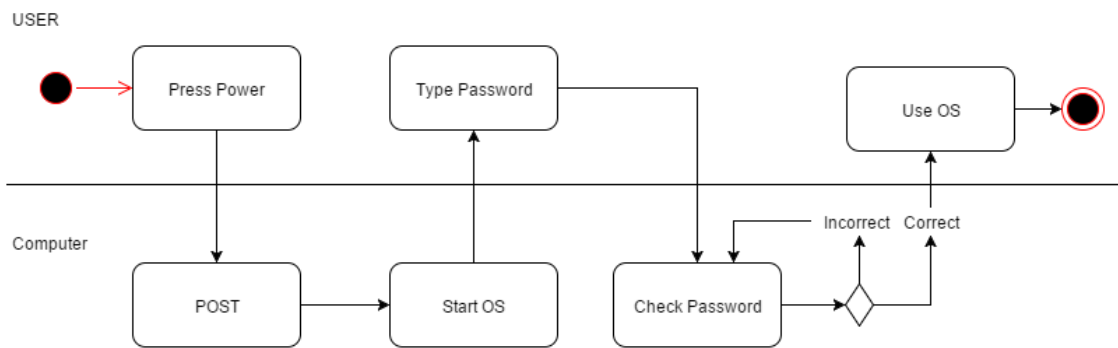 USER
Press Power
Type Password
Use OS
Computer
Incorrect
Correct
POST
Start OS
Check Password